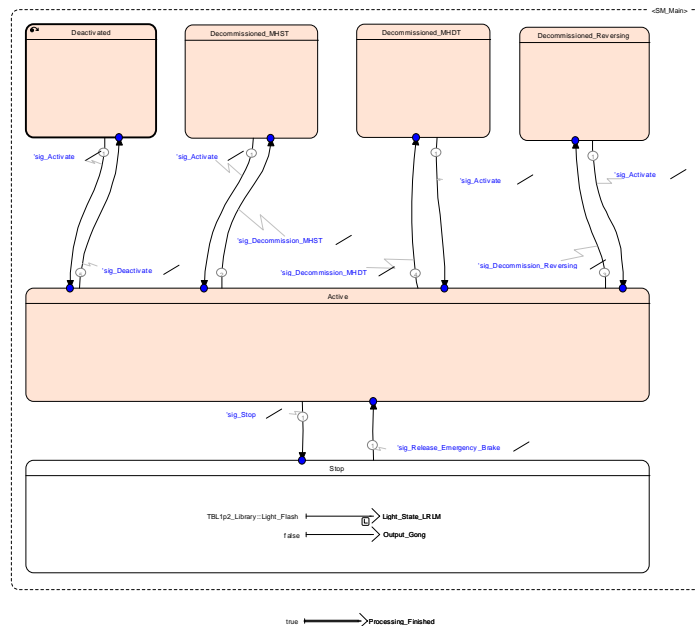 <SM_Main>
Deactivated
Decommissioned_MHST
Decommissioned_MHDT
Decommissioned_Reversing
'sig_Activate
'sig_Activate
'sig_Activate
'sig_Activate
'sig_Decommission_MHST
'sig_Deactivate
'sig_Decommission_MHDT
'sig_Decommission_Reversing
Active
'sig_Stop
'sig_Release_Emergency_Brake
Stop
TBL1p2_Library::Light_Flash
Light_State_LRLM
L
false
Output_Gong
true
Processing_Finished